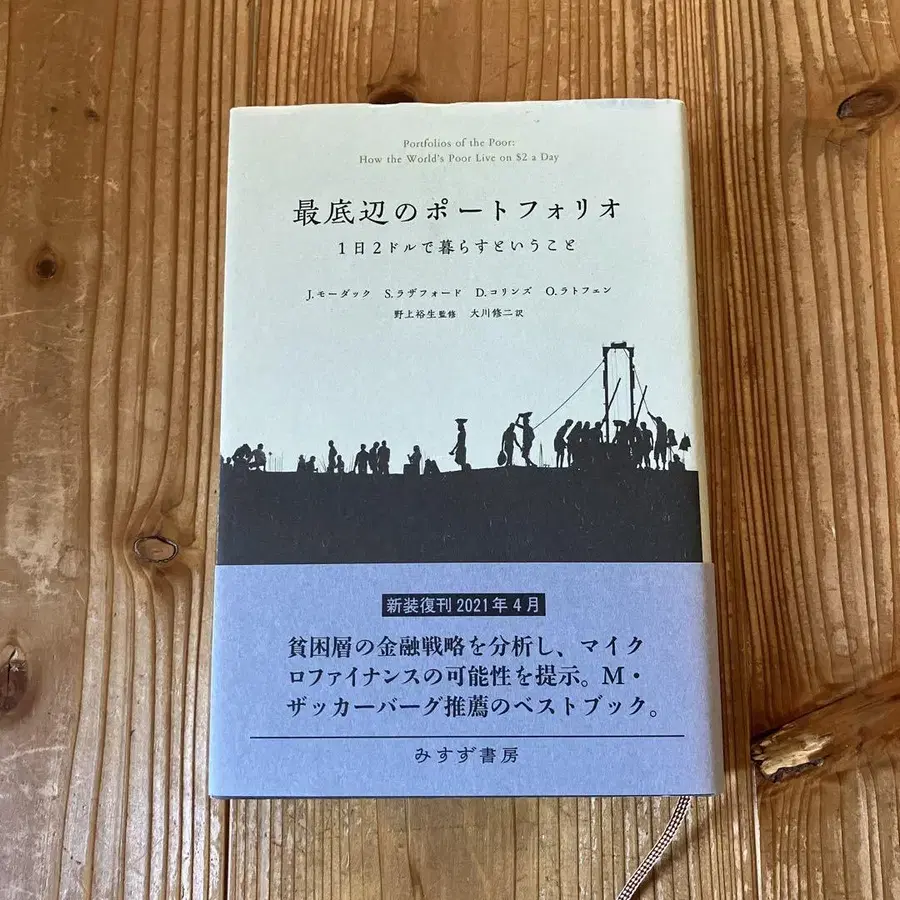 Portfolios of the Poor:
How the World's Poor Live on $2 a Day
最底辺のポートフォリオ
1日2ドルで暮らすということ
J.モーダック S.ラザフォード D.コリンズ O.ラトフェン
野上裕生監修 大川修二訳
新装復刊 2021年4月
貧困層の金融戦略を分析し、マイク
ロファイナンスの可能性を提示。M・
ザッカーバーグ推薦のベストブック。
みすず書房